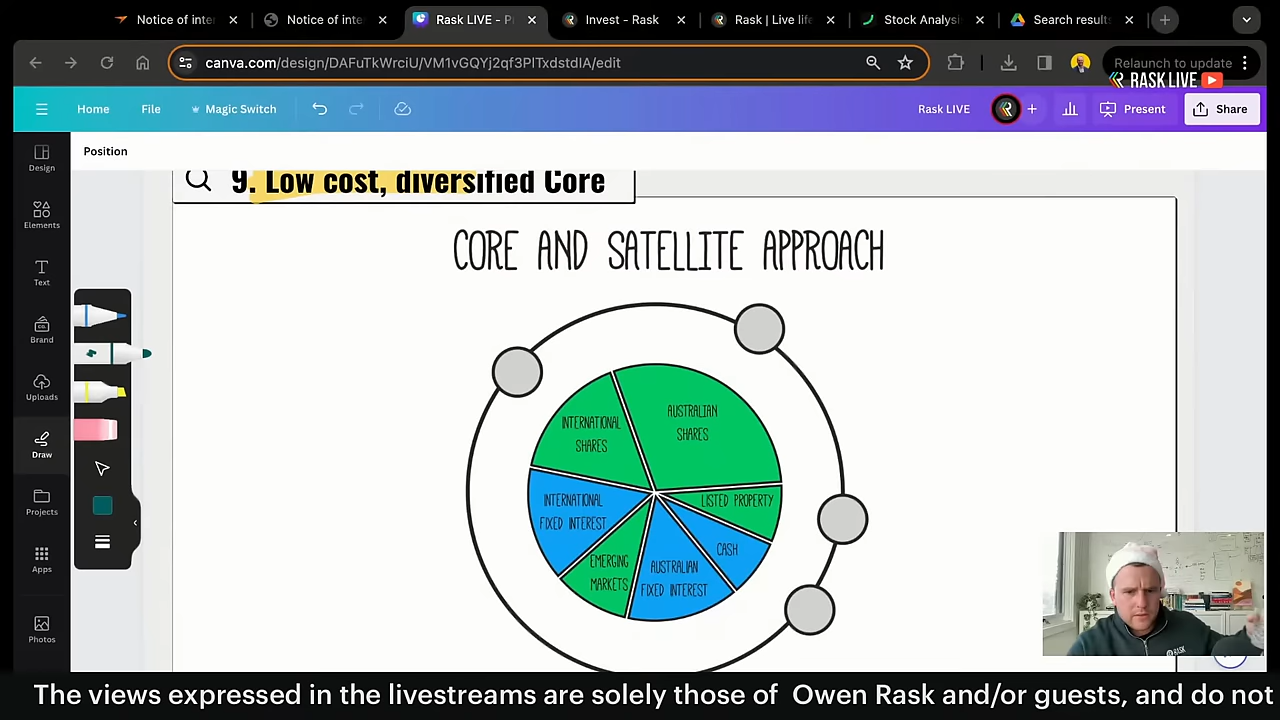 Notice of inter
Notice of inte
Rask LIVE - P
Invest - Rask
Rask | Live life
Stock Analysi
Search results
canva.com/design/DAFuTkWrciU/VM1vGQYj2qf3PITxdstdIA/edit
Relaunch to update
RASK LIVE
Home
File
Magic Switch
Rask LIVE
Present
Share
Position
Design
Elements
Text
Brand
Uploads
Draw
Projects
Apps
Photos
9. Low cost, diversified Core
CORE AND SATELLITE APPROACH
INTERNATIONAL
SHARES
AUSTRALIAN
SHARES
INTERNATIONAL
FIXED INTEREST
LISTED PROPERTY
EMERGING
MARKETS
AUSTRALIAN
FIXED INTEREST
CASH
RASK
The views expressed in the livestreams are solely those of Owen Rask and/or guests, and do not